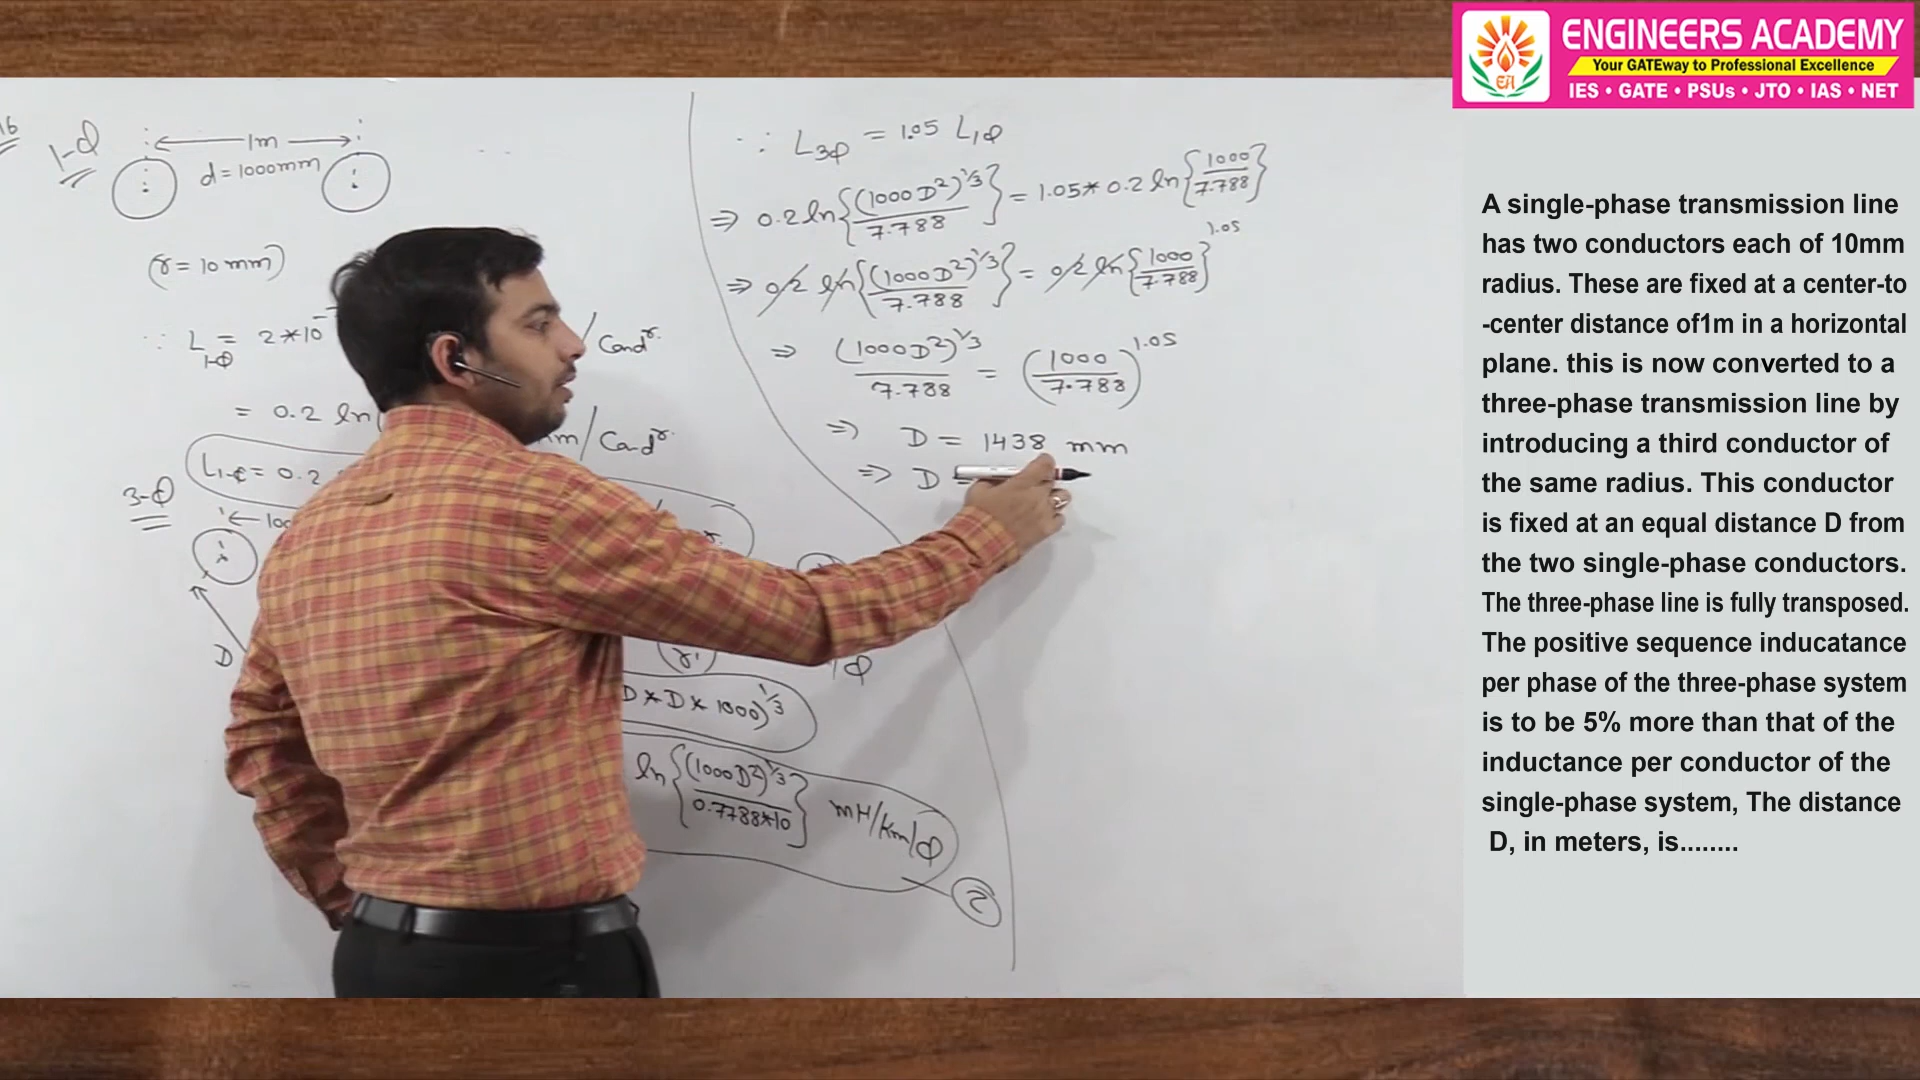 ENGINEERS ACADEMY
Your GATEway to Professional Excellence
IES • GATE • PSUs • JTO • IAS • NET
16
1-Φ
1m
d = 1000mm
(r = 10 mm)
∵ L1-Φ = 2*10 / Condr.
= 0.2 ln Km/Condr.
L1-Φ = 0.2
3-Φ
D
D*D*1000)^1/3
ln{(1000D²)^1/3 / 0.7788*10} mH/Km/Φ
2
∵ L3Φ = 1.05 L1Φ
⇒ 0.2 ln{(1000D²)^1/3 / 7.788} = 1.05*0.2 ln{1000 / 7.788}
⇒ 0.2 ln{(1000D²)^1/3 / 7.788} = 0.2 ln{1000 / 7.788}^1.05
⇒ (1000D²)^1/3 / 7.788 = (1000 / 7.788)^1.05
⇒ D = 1438 mm
⇒ D =
A single-phase transmission line
has two conductors each of 10mm
radius. These are fixed at a center-to
-center distance of1m in a horizontal
plane. this is now converted to a
three-phase transmission line by
introducing a third conductor of
the same radius. This conductor
is fixed at an equal distance D from
the two single-phase conductors.
The three-phase line is fully transposed.
The positive sequence inducatance
per phase of the three-phase system
is to be 5% more than that of the
inductance per conductor of the
single-phase system, The distance
D, in meters, is........